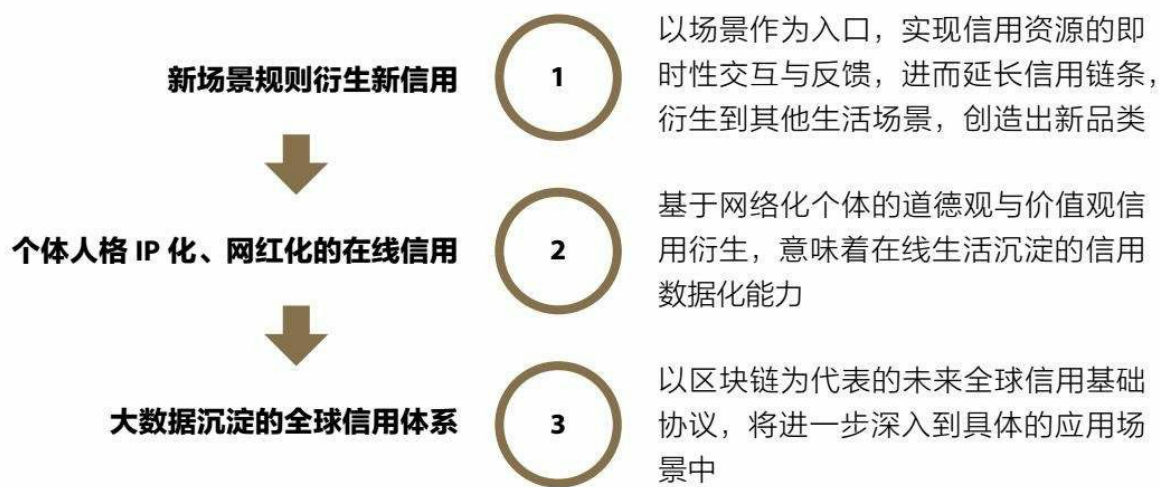 新场景规则衍生新信用
1
以场景作为入口，实现信用资源的即
时性交互与反馈，进而延长信用链条，
衍生到其他生活场景，创造出新品类
个体人格 IP 化、网红化的在线信用
2
基于网络化个体的道德观与价值观信
用衍生，意味着在线生活沉淀的信用
数据化能力
大数据沉淀的全球信用体系
3
以区块链为代表的未来全球信用基础
协议，将进一步深入到具体的应用场
景中